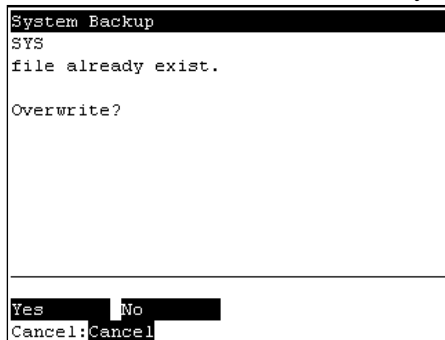 System Backup
SYS
file already exist.
Overwrite?
Yes No
Cancel:Cancel